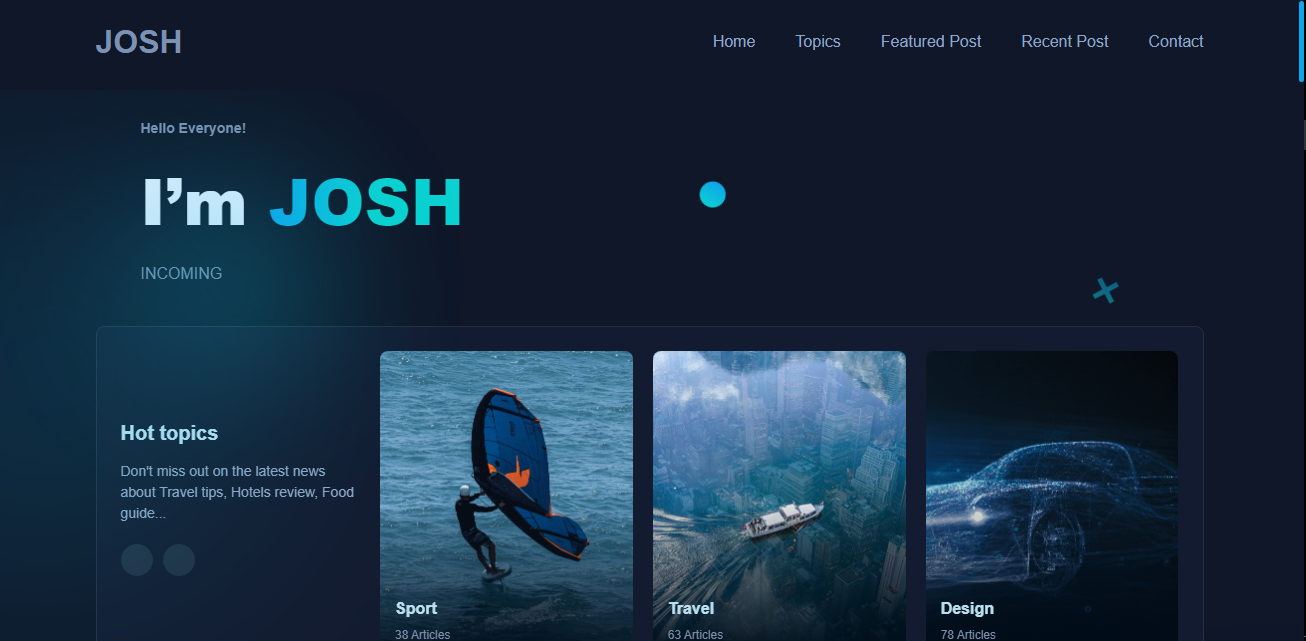 JOSH
Home Topics Featured Post Recent Post Contact
Hello Everyone!
I’m JOSH
INCOMING
Hot topics
Don't miss out on the latest news
about Travel tips, Hotels review, Food
guide...
Sport
38 Articles
Travel
63 Articles
Design
78 Articles